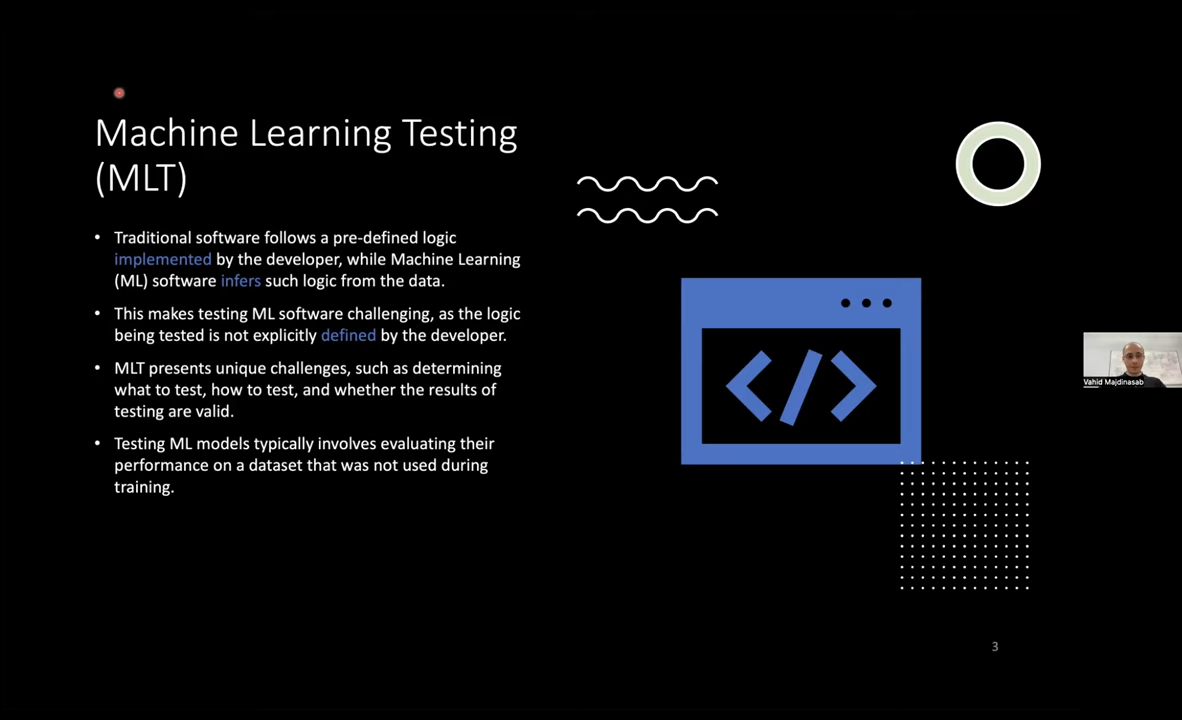 Machine Learning Testing
(MLT)
• Traditional software follows a pre-defined logic
implemented by the developer, while Machine Learning
(ML) software infers such logic from the data.
• This makes testing ML software challenging, as the logic
being tested is not explicitly defined by the developer.
• MLT presents unique challenges, such as determining
what to test, how to test, and whether the results of
testing are valid.
• Testing ML models typically involves evaluating their
performance on a dataset that was not used during
training.
</>
Vahid Majdinasab
3